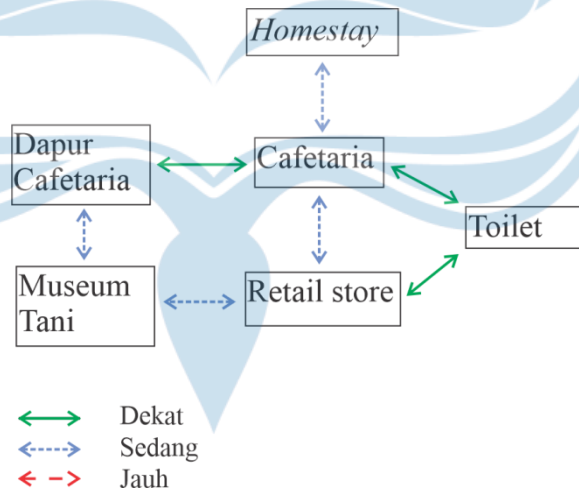 Homestay
Dapur
Cafetaria
Cafetaria
Toilet
Museum
Tani
Retail store
Dekat
Sedang
Jauh